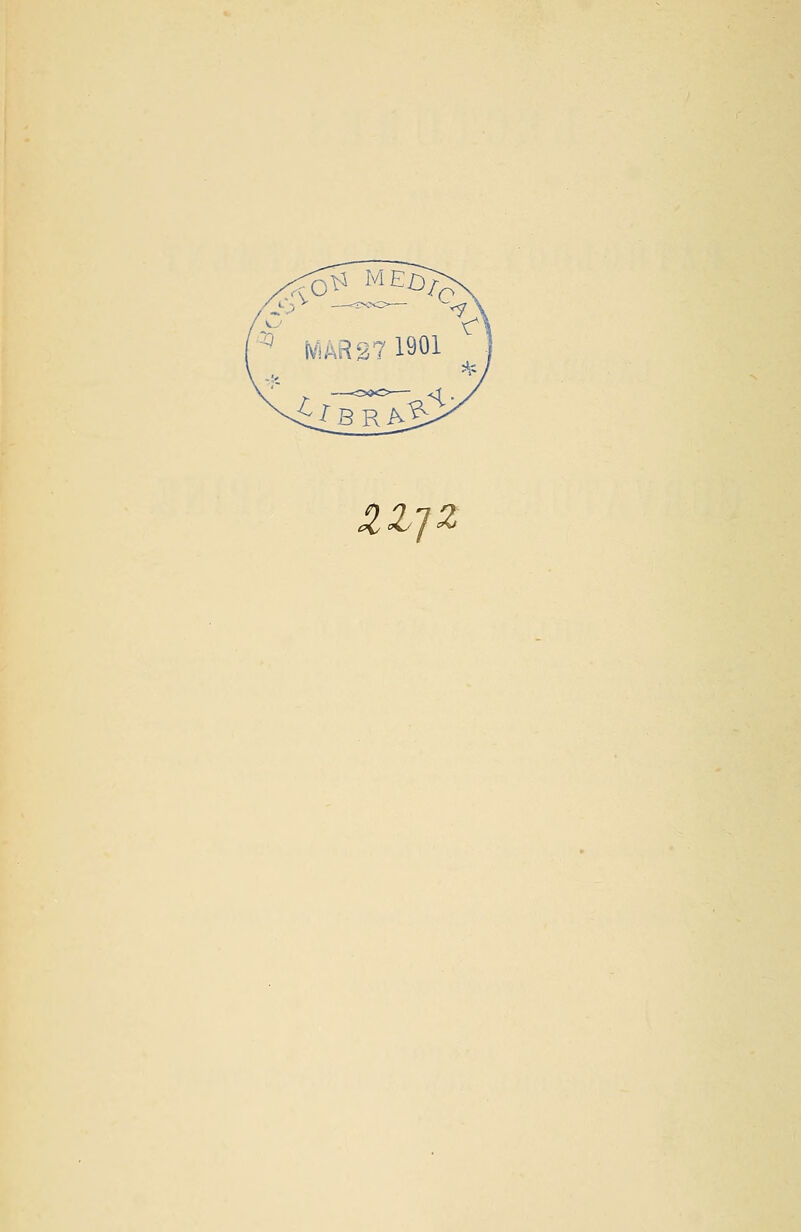 BOSTON MEDICAL
MAR 27 1901
LIBRARY.
2272